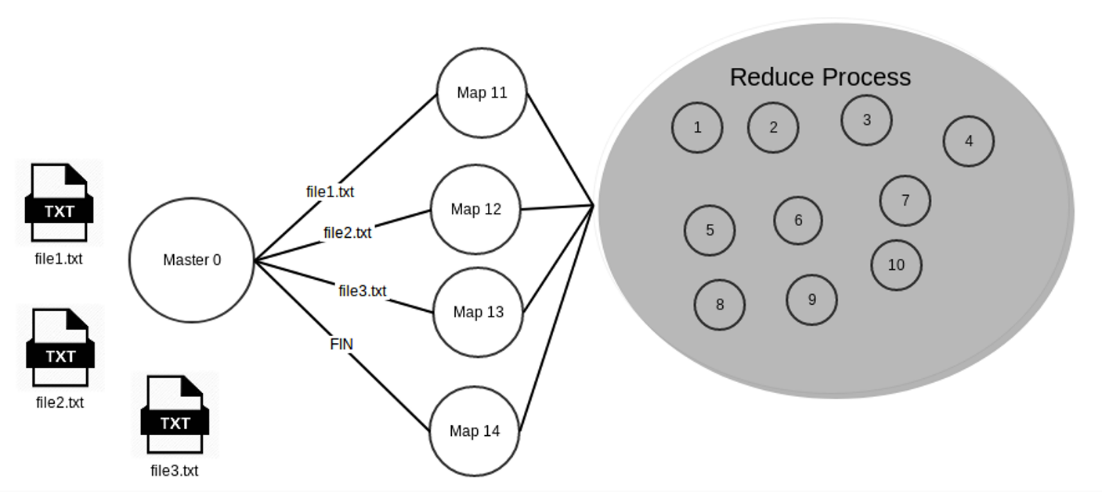 Reduce Process
Map 11
1
2
3
4
TXT
file1.txt
file1.txt
Map 12
7
6
5
file2.txt
Master 0
10
file3.txt
Map 13
9
8
TXT
file2.txt
FIN
TXT
file3.txt
Map 14